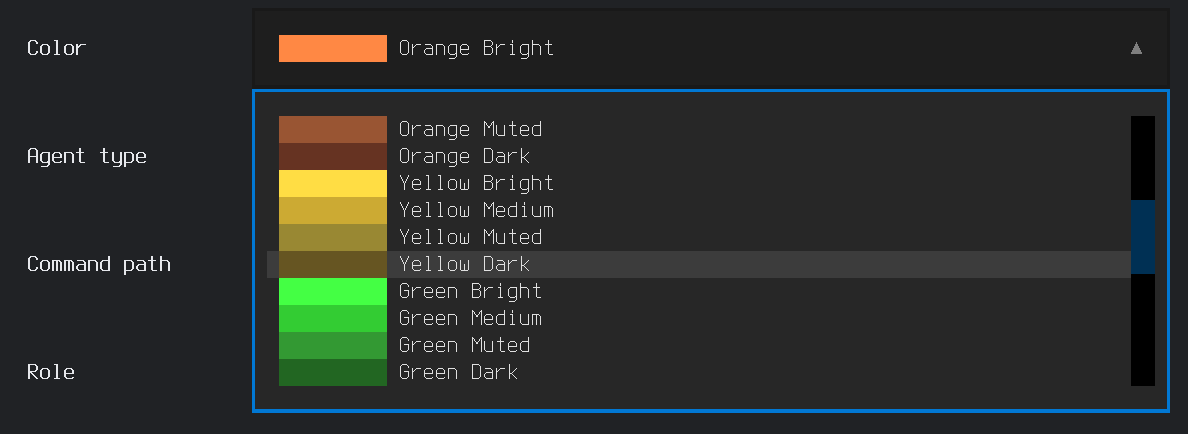 Color
Orange Bright
▲
Orange Muted
Agent type
Orange Dark
Yellow Bright
Yellow Medium
Yellow Muted
Command path
Yellow Dark
Green Bright
Green Medium
Green Muted
Role
Green Dark